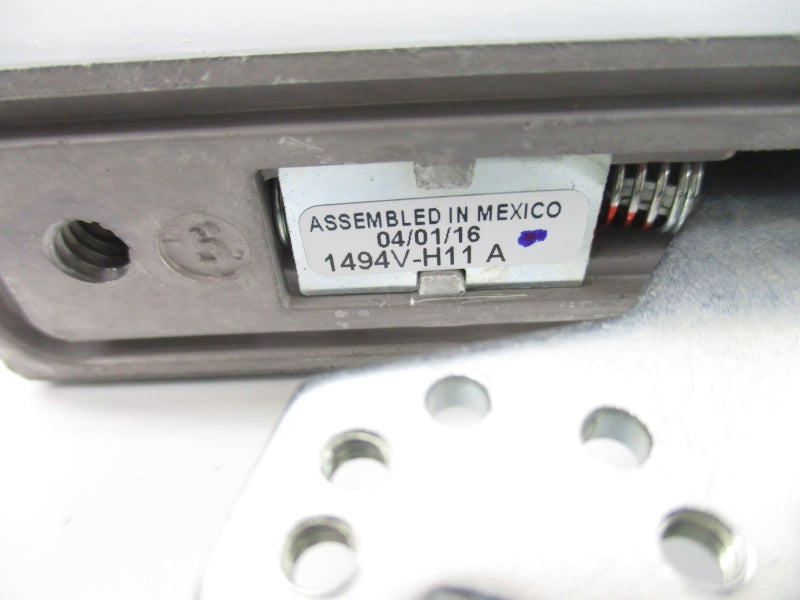 ASSEMBLED IN MEXICO
04/01/16
1494V-H11 A